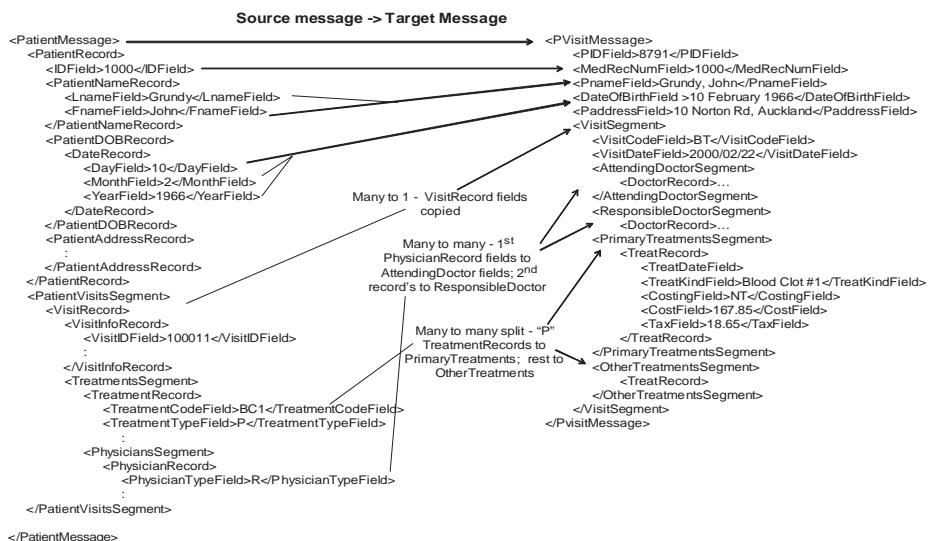 Source message -> Target Message
<PatientMessage>
<PatientRecord>
<IDField>1000</IDField>
<PatientNameRecord>
<LnameField>Grundy</LnameField>
<FnameField>John</FnameField>
</PatientNameRecord>
<PatientDOBRecord>
<DateRecord>
<DayField>10</DayField>
<MonthField>2</MonthField>
<YearField>1966</YearField>
</DateRecord>
</PatientDOBRecord>
<PatientAddressRecord>
:
</PatientAddressRecord>
</PatientRecord>
<PatientVisitsSegment>
<VisitRecord>
<VisitInfoRecord>
<VisitIDField>100011</VisitIDField>
:
</VisitInfoRecord>
<TreatmentsSegment>
<TreatmentRecord>
<TreatmentCodeField>BC1</TreatmentCodeField>
<TreatmentTypeField>P</TreatmentTypeField>
:
<PhysiciansSegment>
<PhysicianRecord>
<PhysicianTypeField>R</PhysicianTypeField>
:
</PatientVisitsSegment>
</PatientMessage>
Many to 1 - VisitRecord fields
copied
Many to many - 1st
PhysicianRecord fields to
AttendingDoctor fields; 2nd
record's to ResponsibleDoctor
Many to many split - “P”
TreatmentRecords to
PrimaryTreatments; rest to
OtherTreatments
<PVisitMessage>
<PIDField>8791</PIDField>
<MedRecNumField>1000</MedRecNumField>
<PnameField>Grundy, John</PnameField>
<DateOfBirthField >10 February 1966</DateOfBirthField>
<PaddressField>10 Norton Rd, Auckland</PaddressField>
<VisitSegment>
<VisitCodeField>BT</VisitCodeField>
<VisitDateField>2000/02/22</VisitDateField>
<AttendingDoctorSegment>
<DoctorRecord>...
</AttendingDoctorSegment>
<ResponsibleDoctorSegment>
<DoctorRecord>...
<PrimaryTreatmentsSegment>
<TreatRecord>
<TreatDateField>
<TreatKindField>Blood Clot #1</TreatKindField>
<CostingField>NT</CostingField>
<CostField>167.85</CostField>
<TaxField>18.65</TaxField>
</TreatRecord>
</PrimaryTreatmentsSegment>
<OtherTreatmentsSegment>
<TreatRecord>
</OtherTreatmentsSegment>
</VisitSegment>
</PvisitMessage>